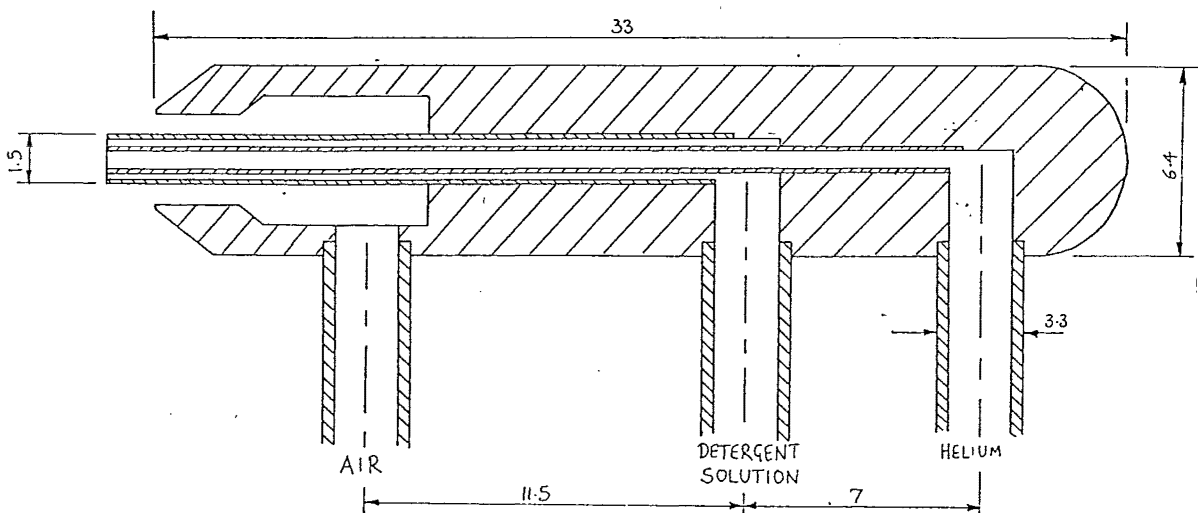 33
1.5
6.4
3.3
AIR
DETERGENT
SOLUTION
HELIUM
11.5
7